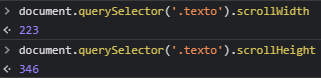 > document.querySelector('.texto').scrollWidth
<· 223
> document.querySelector('.texto').scrollHeight
<· 346